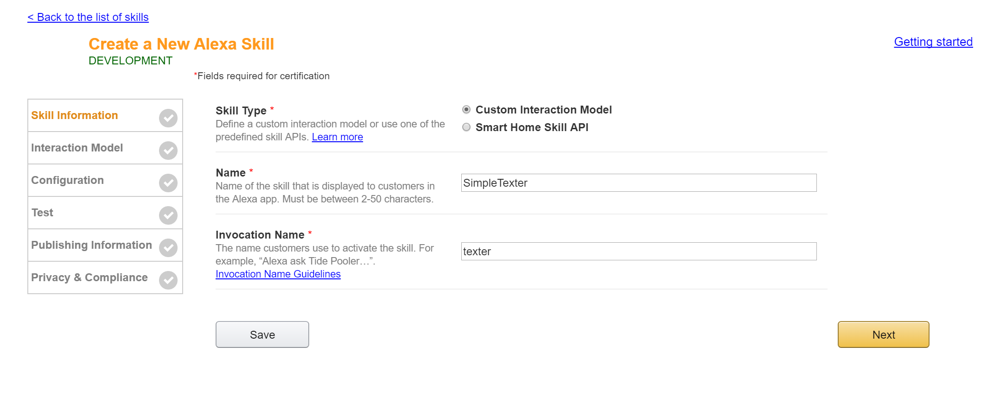 < Back to the list of skills
Create a New Alexa Skill
Getting started
DEVELOPMENT
*Fields required for certification
Skill Information
Interaction Model
Configuration
Test
Publishing Information
Privacy & Compliance
Skill Type *
Define a custom interaction model or use one of the
predefined skill APIs. Learn more
Custom Interaction Model
Smart Home Skill API
Name *
Name of the skill that is displayed to customers in
the Alexa app. Must be between 2-50 characters.
SimpleTexter
Invocation Name *
The name customers use to activate the skill. For
example, “Alexa ask Tide Pooler…”.
Invocation Name Guidelines
texter
Save
Next